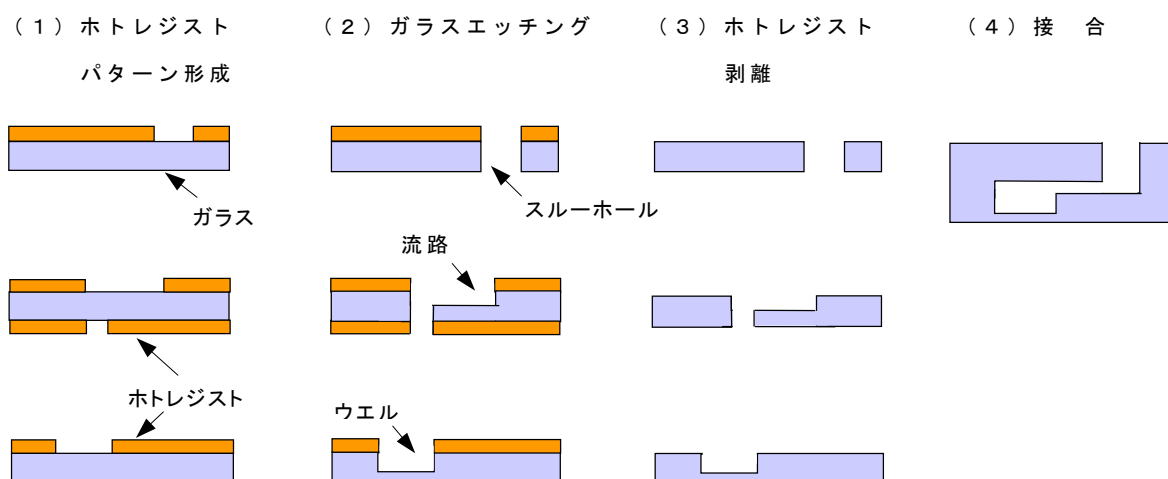 (1)ホトレジスト
パターン形成
(2)ガラスエッチング
(3)ホトレジスト
剥離
(4)接 合
ガラス
スルーホール
流路
ホトレジスト
ウエル